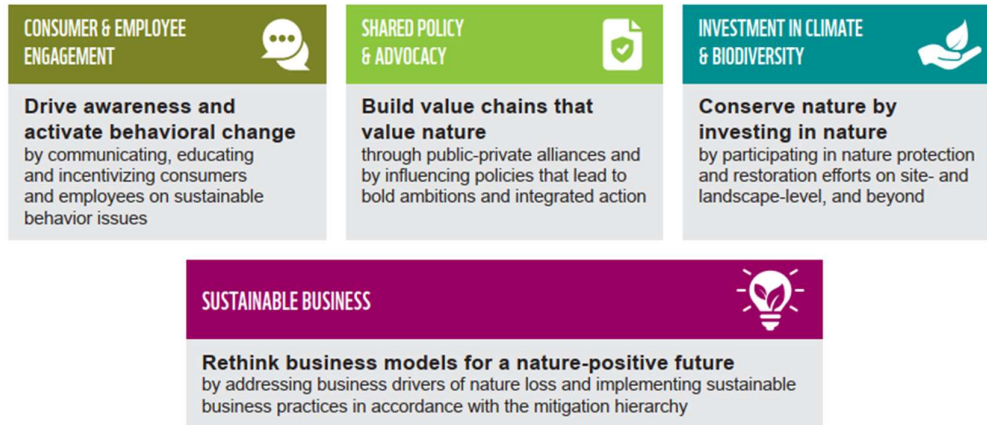 CONSUMER & EMPLOYEE
ENGAGEMENT
Drive awareness and
activate behavioral change
by communicating, educating
and incentivizing consumers
and employees on sustainable
behavior issues
SHARED POLICY
& ADVOCACY
Build value chains that
value nature
through public-private alliances and
by influencing policies that lead to
bold ambitions and integrated action
INVESTMENT IN CLIMATE
& BIODIVERSITY
Conserve nature by
investing in nature
by participating in nature protection
and restoration efforts on site- and
landscape-level, and beyond
SUSTAINABLE BUSINESS
Rethink business models for a nature-positive future
by addressing business drivers of nature loss and implementing sustainable
business practices in accordance with the mitigation hierarchy